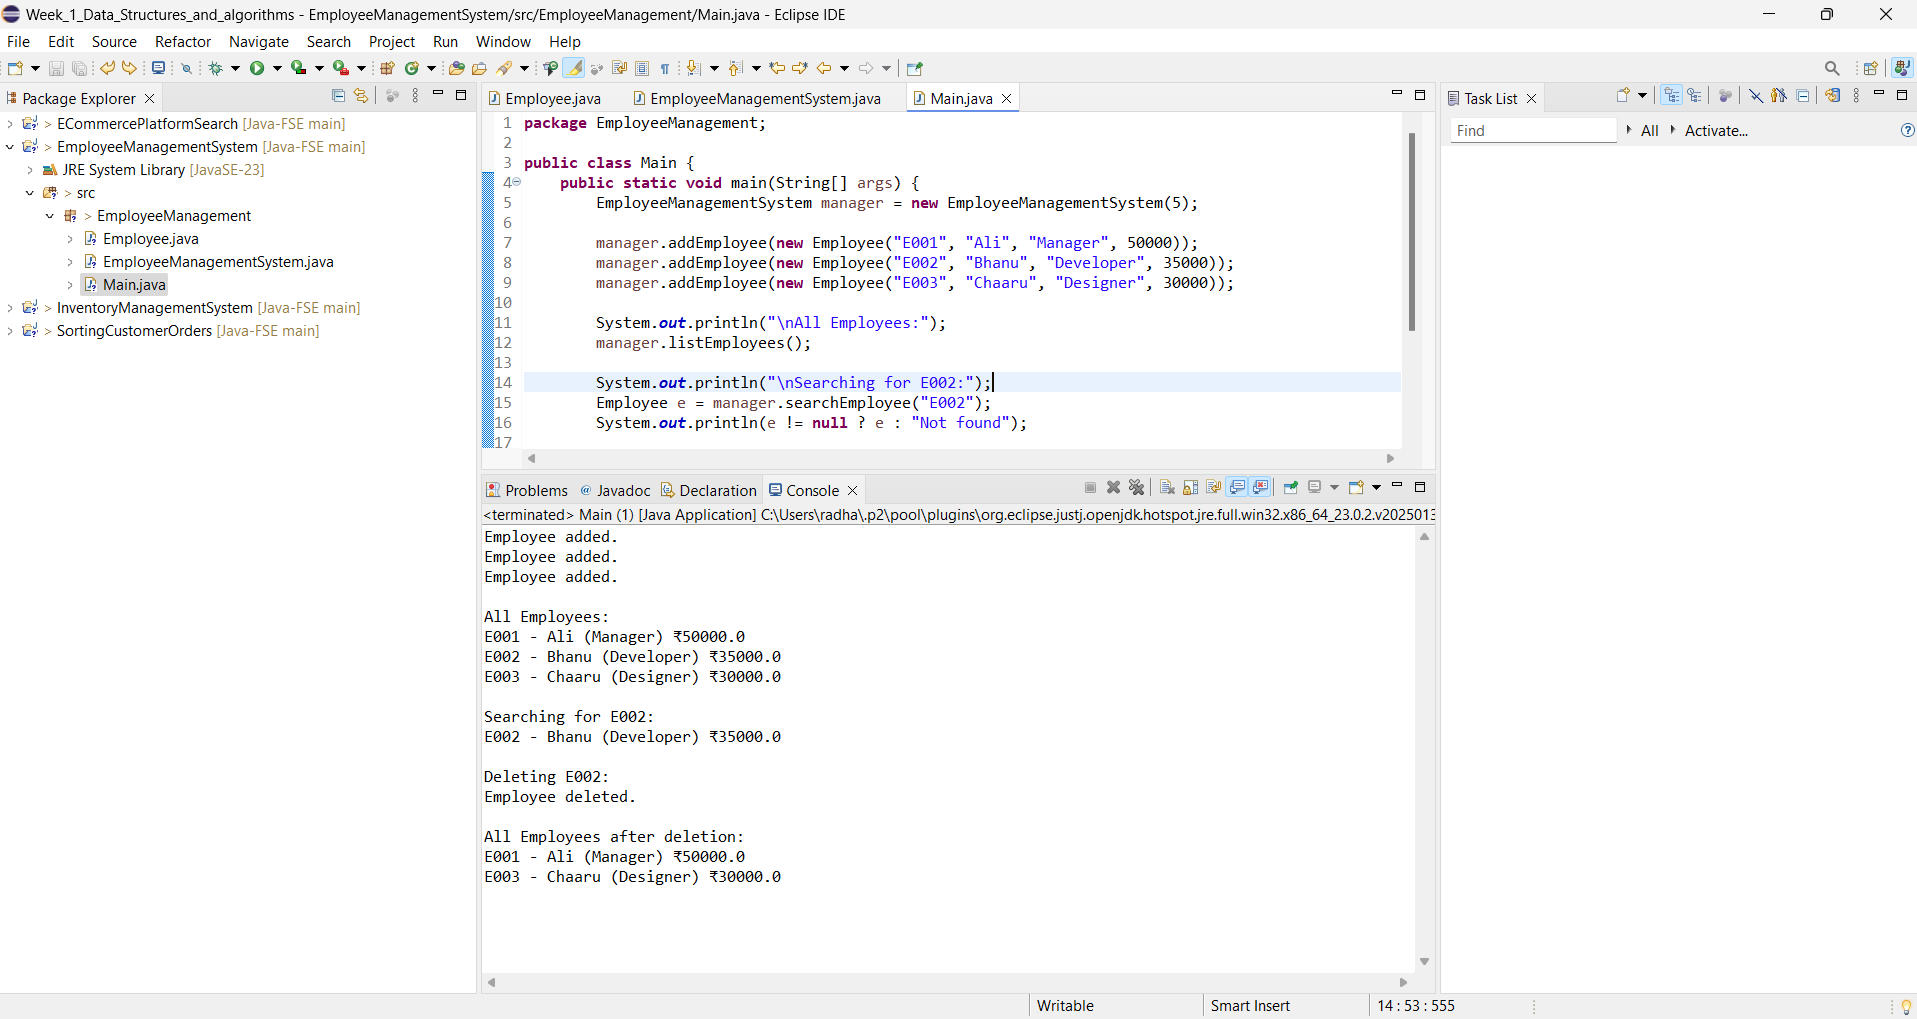 Week_1_Data_Structures_and_algorithms - EmployeeManagementSystem/src/EmployeeManagement/Main.java - Eclipse IDE
File Edit Source Refactor Navigate Search Project Run Window Help
Package Explorer
> ECommercePlatformSearch [Java-FSE main]
> EmployeeManagementSystem [Java-FSE main]
JRE System Library [JavaSE-23]
> src
> EmployeeManagement
Employee.java
EmployeeManagementSystem.java
Main.java
> InventoryManagementSystem [Java-FSE main]
> SortingCustomerOrders [Java-FSE main]
Employee.java EmployeeManagementSystem.java Main.java
1 package EmployeeManagement;
2
3 public class Main {
4 public static void main(String[] args) {
5 EmployeeManagementSystem manager = new EmployeeManagementSystem(5);
6
7 manager.addEmployee(new Employee("E001", "Ali", "Manager", 50000));
8 manager.addEmployee(new Employee("E002", "Bhanu", "Developer", 35000));
9 manager.addEmployee(new Employee("E003", "Chaaru", "Designer", 30000));
10
11 System.out.println("\nAll Employees:");
12 manager.listEmployees();
13
14 System.out.println("\nSearching for E002:");
15 Employee e = manager.searchEmployee("E002");
16 System.out.println(e != null ? e : "Not found");
17
Problems @ Javadoc Declaration Console
<terminated> Main (1) [Java Application] C:\Users\radha\.p2\pool\plugins\org.eclipse.justj.openjdk.hotspot.jre.full.win32.x86_64_23.0.2.v2025013
Employee added.
Employee added.
Employee added.
All Employees:
E001 - Ali (Manager) ₹50000.0
E002 - Bhanu (Developer) ₹35000.0
E003 - Chaaru (Designer) ₹30000.0
Searching for E002:
E002 - Bhanu (Developer) ₹35000.0
Deleting E002:
Employee deleted.
All Employees after deletion:
E001 - Ali (Manager) ₹50000.0
E003 - Chaaru (Designer) ₹30000.0
Task List
Find All Activate...
Writable Smart Insert 14 : 53 : 555